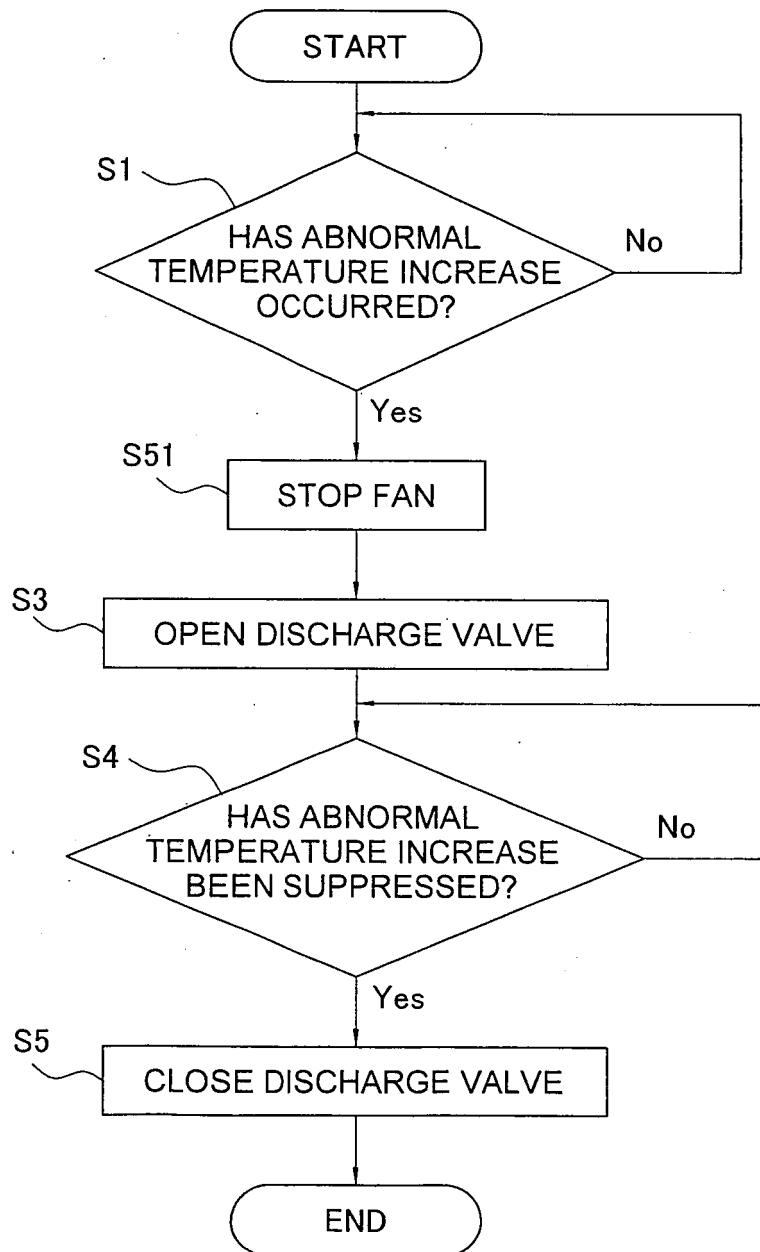 START
S1
HAS ABNORMAL
TEMPERATURE INCREASE
OCCURRED?
No
Yes
S51
STOP FAN
S3
OPEN DISCHARGE VALVE
S4
HAS ABNORMAL
TEMPERATURE INCREASE
BEEN SUPPRESSED?
No
Yes
S5
CLOSE DISCHARGE VALVE
END